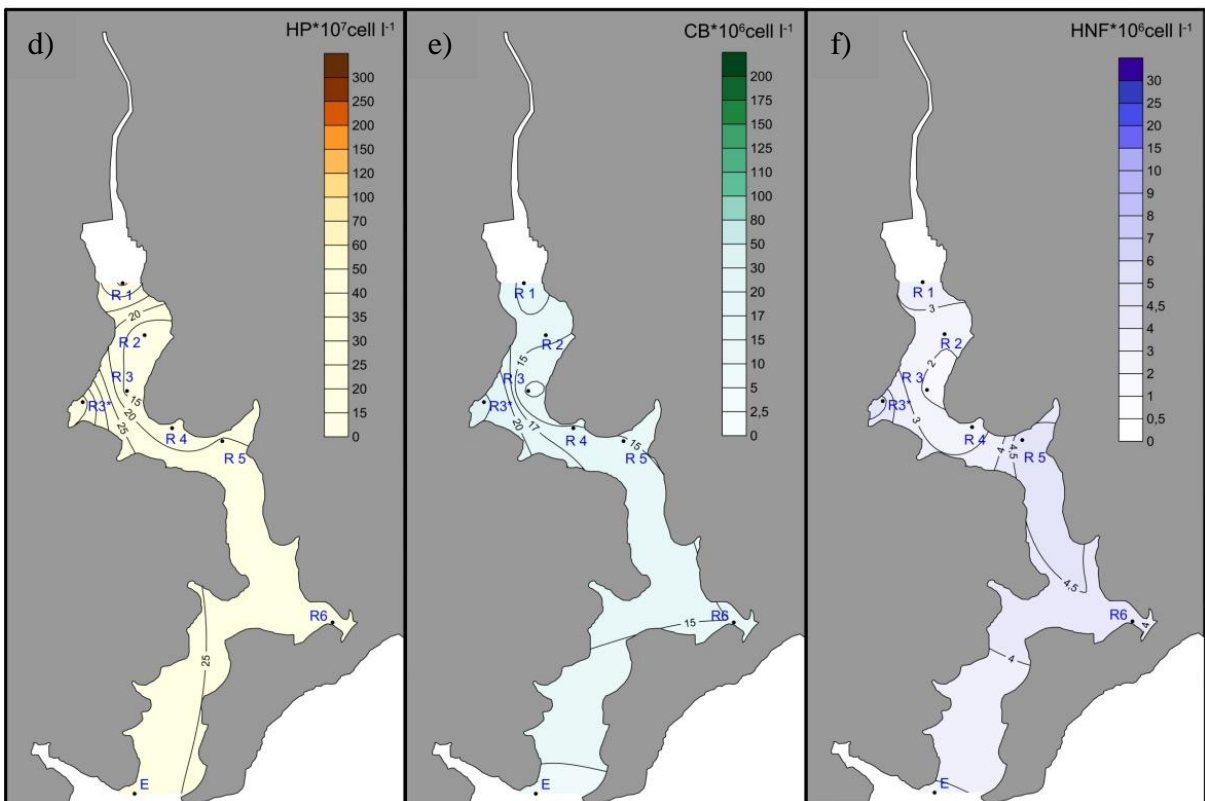 d)
HP*10⁷cell l⁻¹
300
250
200
150
120
100
70
60
50
40
35
30
20
15
0
R 1
20
R 2
R 3
15
R3*
20
25
R 4
R 5
R6
25
E
e)
CB*10⁶cell l⁻¹
200
175
150
125
110
100
80
50
30
20
17
15
10
5
2,5
0
R 1
R 2
15
R 3
R3*
20
17
R 4
15
R 5
R6
15
E
f)
HNF*10⁶cell l⁻¹
30
25
20
15
10
9
8
7
6
5
4,5
4
3
2
1
0,5
0
R 1
3
R 2
2
R 3
R3*
3
R 4
4
4,5
R 5
4,5
R6
4
4
E